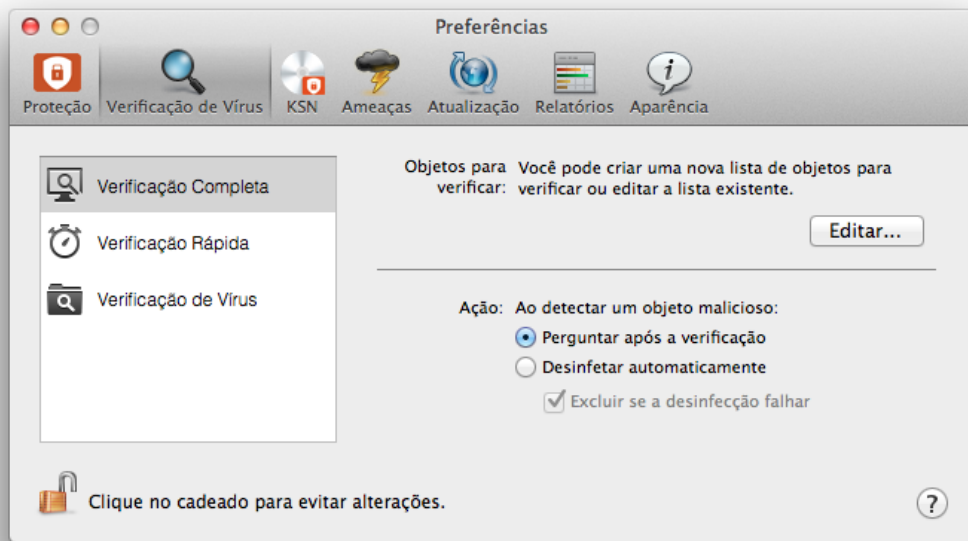 Preferências
Proteção
Verificação de Vírus
KSN
Ameaças
Atualização
Relatórios
Aparência
Verificação Completa
Verificação Rápida
Verificação de Vírus
Objetos para verificar:
Você pode criar uma nova lista de objetos para
verificar ou editar a lista existente.
Editar...
Ação: Ao detectar um objeto malicioso:
Perguntar após a verificação
Desinfetar automaticamente
Excluir se a desinfecção falhar
Clique no cadeado para evitar alterações.
?